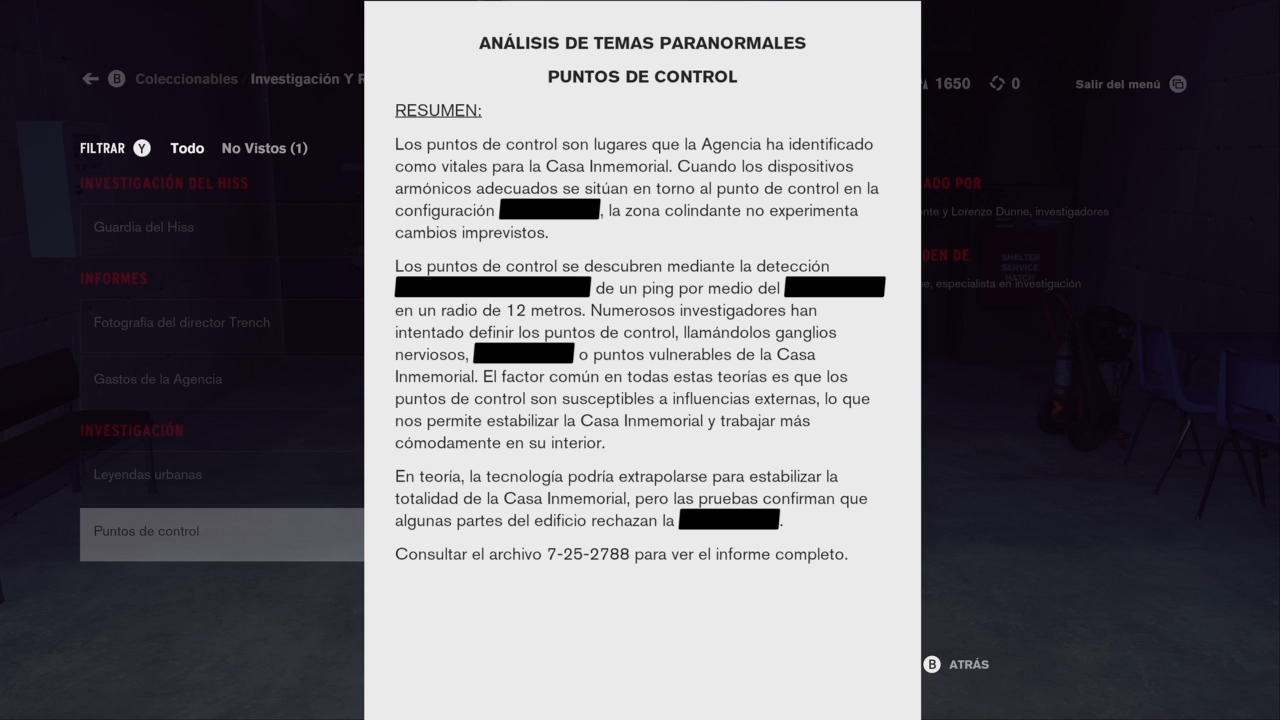 B Coleccionables / Investigación Y R
1650
0
Salir del menú
FILTRAR Y Todo No Vistos (1)
INVESTIGACIÓN DEL HISS
Guardia del Hiss
INFORMES
Fotografía del director Trench
Gastos de la Agencia
INVESTIGACIÓN
Leyendas urbanas
Puntos de control
ANÁLISIS DE TEMAS PARANORMALES
PUNTOS DE CONTROL
RESUMEN:
Los puntos de control son lugares que la Agencia ha identificado
como vitales para la Casa Inmemorial. Cuando los dispositivos
armónicos adecuados se sitúan en torno al punto de control en la
configuración , la zona colindante no experimenta
cambios imprevistos.
Los puntos de control se descubren mediante la detección
de un ping por medio del
en un radio de 12 metros. Numerosos investigadores han
intentado definir los puntos de control, llamándolos ganglios
nerviosos, o puntos vulnerables de la Casa
Inmemorial. El factor común en todas estas teorías es que los
puntos de control son susceptibles a influencias externas, lo que
nos permite estabilizar la Casa Inmemorial y trabajar más
cómodamente en su interior.
En teoría, la tecnología podría extrapolarse para estabilizar la
totalidad de la Casa Inmemorial, pero las pruebas confirman que
algunas partes del edificio rechazan la .
Consultar el archivo 7-25-2788 para ver el informe completo.
ADO POR
nte y Lorenzo Dunne, investigadores
DEN DE
e, especialista en investigación
SHELTER
SERVICE
HATCH
B ATRÁS